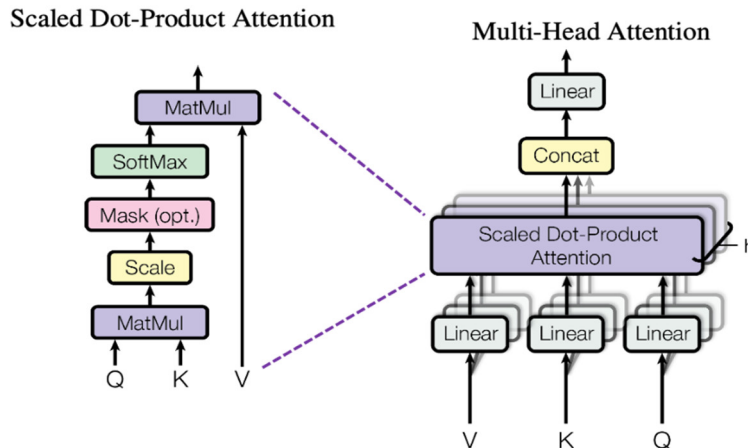 Scaled Dot-Product Attention
MatMul
SoftMax
Mask (opt.)
Scale
MatMul
Q
K
V
Multi-Head Attention
Linear
Concat
Scaled Dot-Product
Attention
Linear
Linear
Linear
V
K
Q